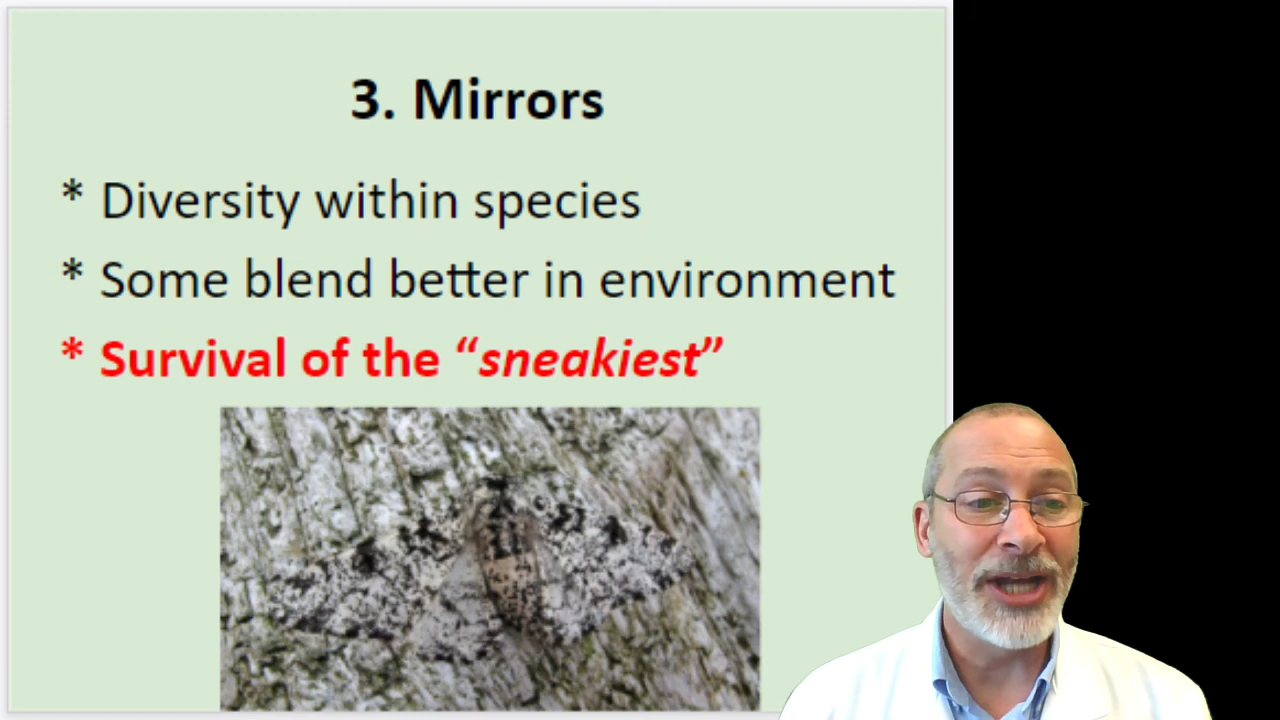 3. Mirrors
* Diversity within species
* Some blend better in environment
* Survival of the “sneakiest”